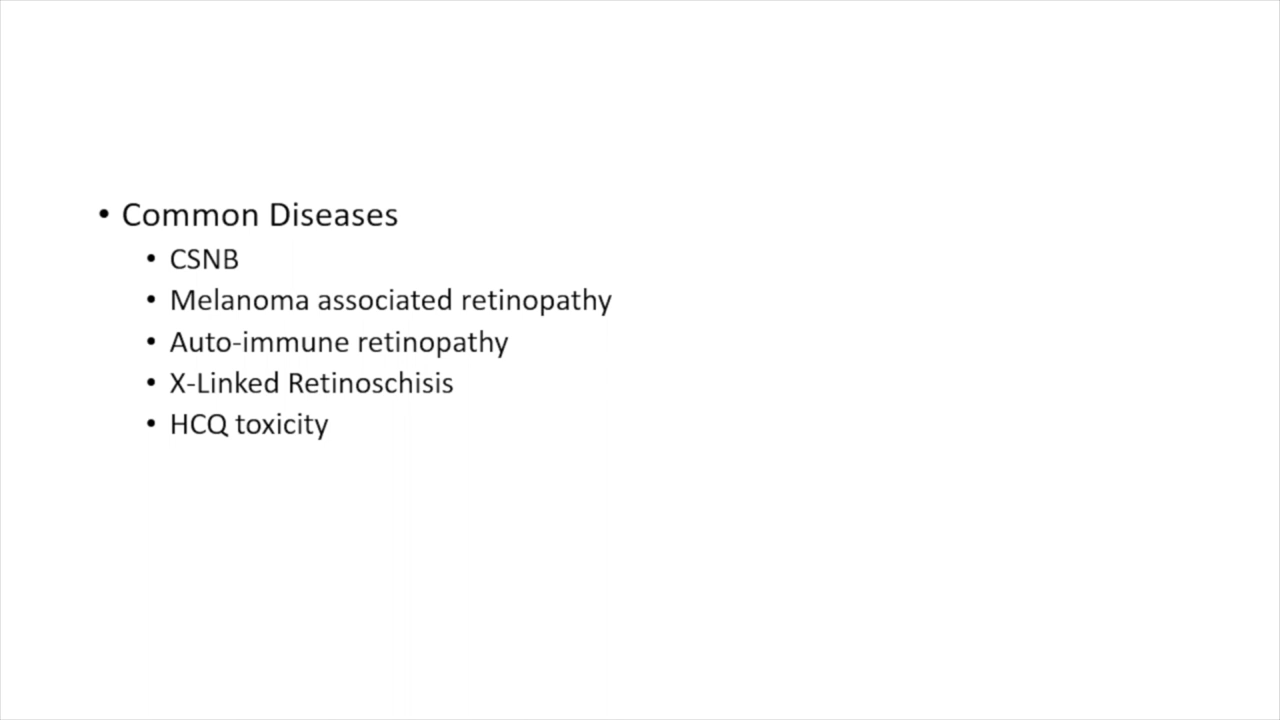 • Common Diseases
• CSNB
• Melanoma associated retinopathy
• Auto-immune retinopathy
• X-Linked Retinoschisis
• HCQ toxicity